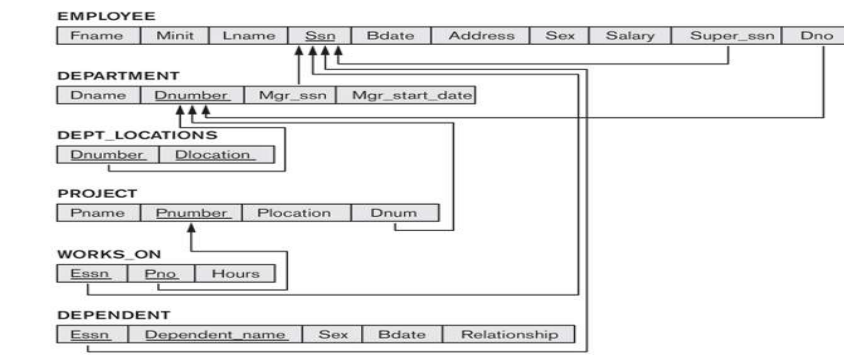 EMPLOYEE
Fname Minit Lname Ssn Bdate Address Sex Salary Super_ssn Dno
DEPARTMENT
Dname Dnumber Mgr_ssn Mgr_start_date
DEPT_LOCATIONS
Dnumber Dlocation
PROJECT
Pname Pnumber Plocation Dnum
WORKS_ON
Essn Pno Hours
DEPENDENT
Essn Dependent_name Sex Bdate Relationship